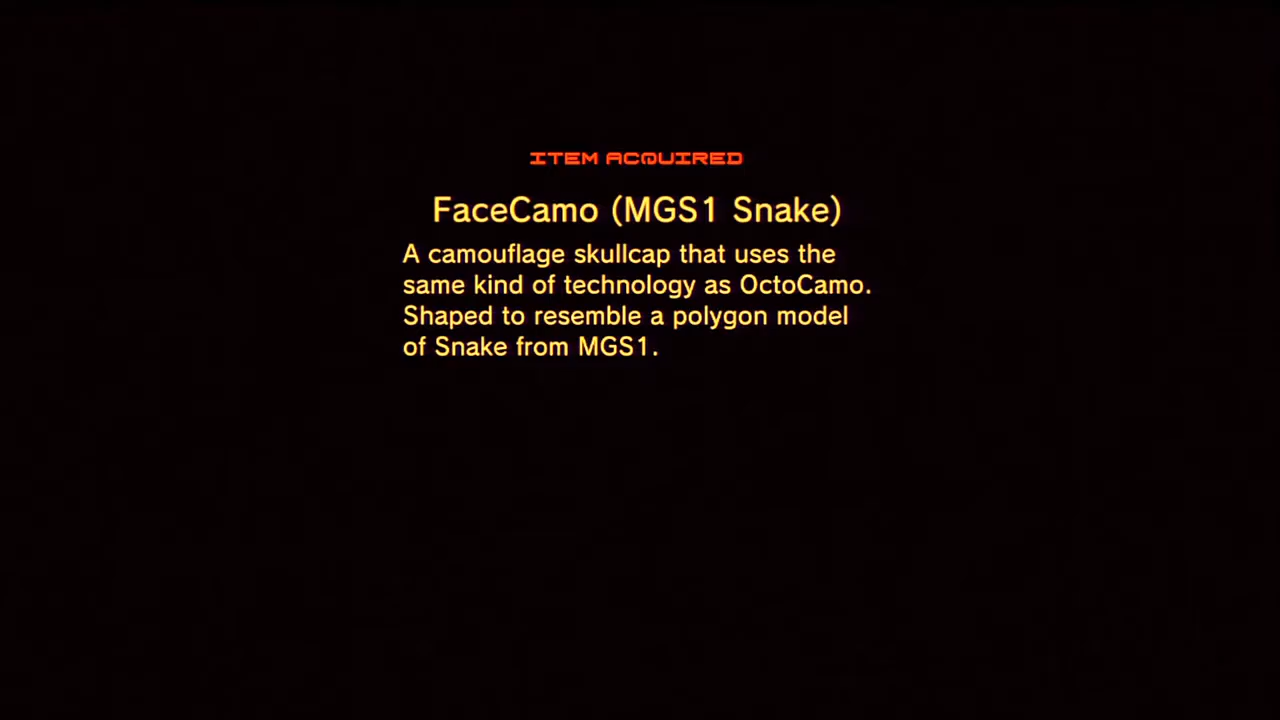 ITEM ACQUIRED
FaceCamo (MGS1 Snake)
A camouflage skullcap that uses the
same kind of technology as OctoCamo.
Shaped to resemble a polygon model
of Snake from MGS1.